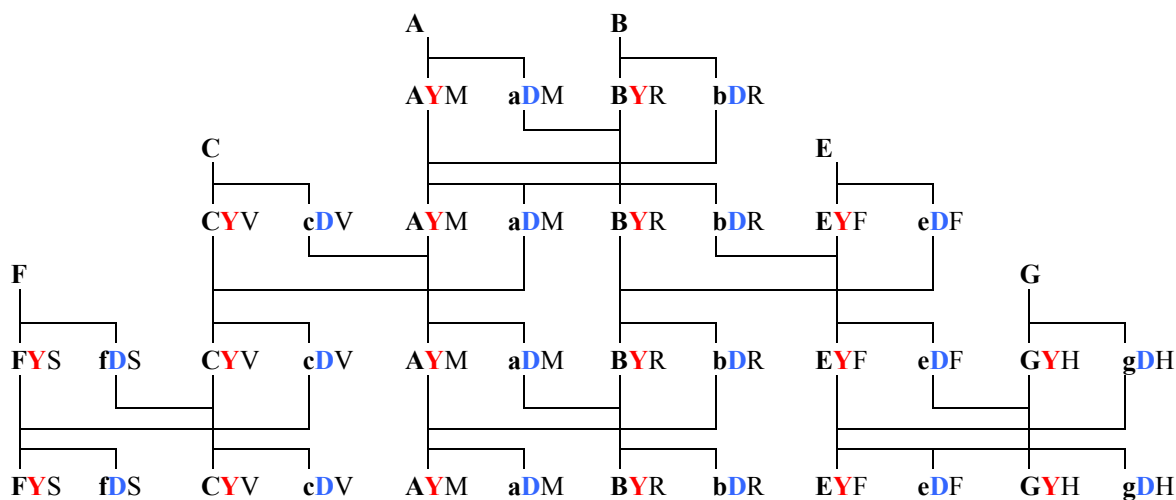 A B
AYM aDM BYR bDR
C E
CYV cDV AYM aDM BYR bDR EYF eDF
F G
FYS fDS CYV cDV AYM aDM BYR bDR EYF eDF GYH gDH
FYS fDS CYV cDV AYM aDM BYR bDR EYF eDF GYH gDH